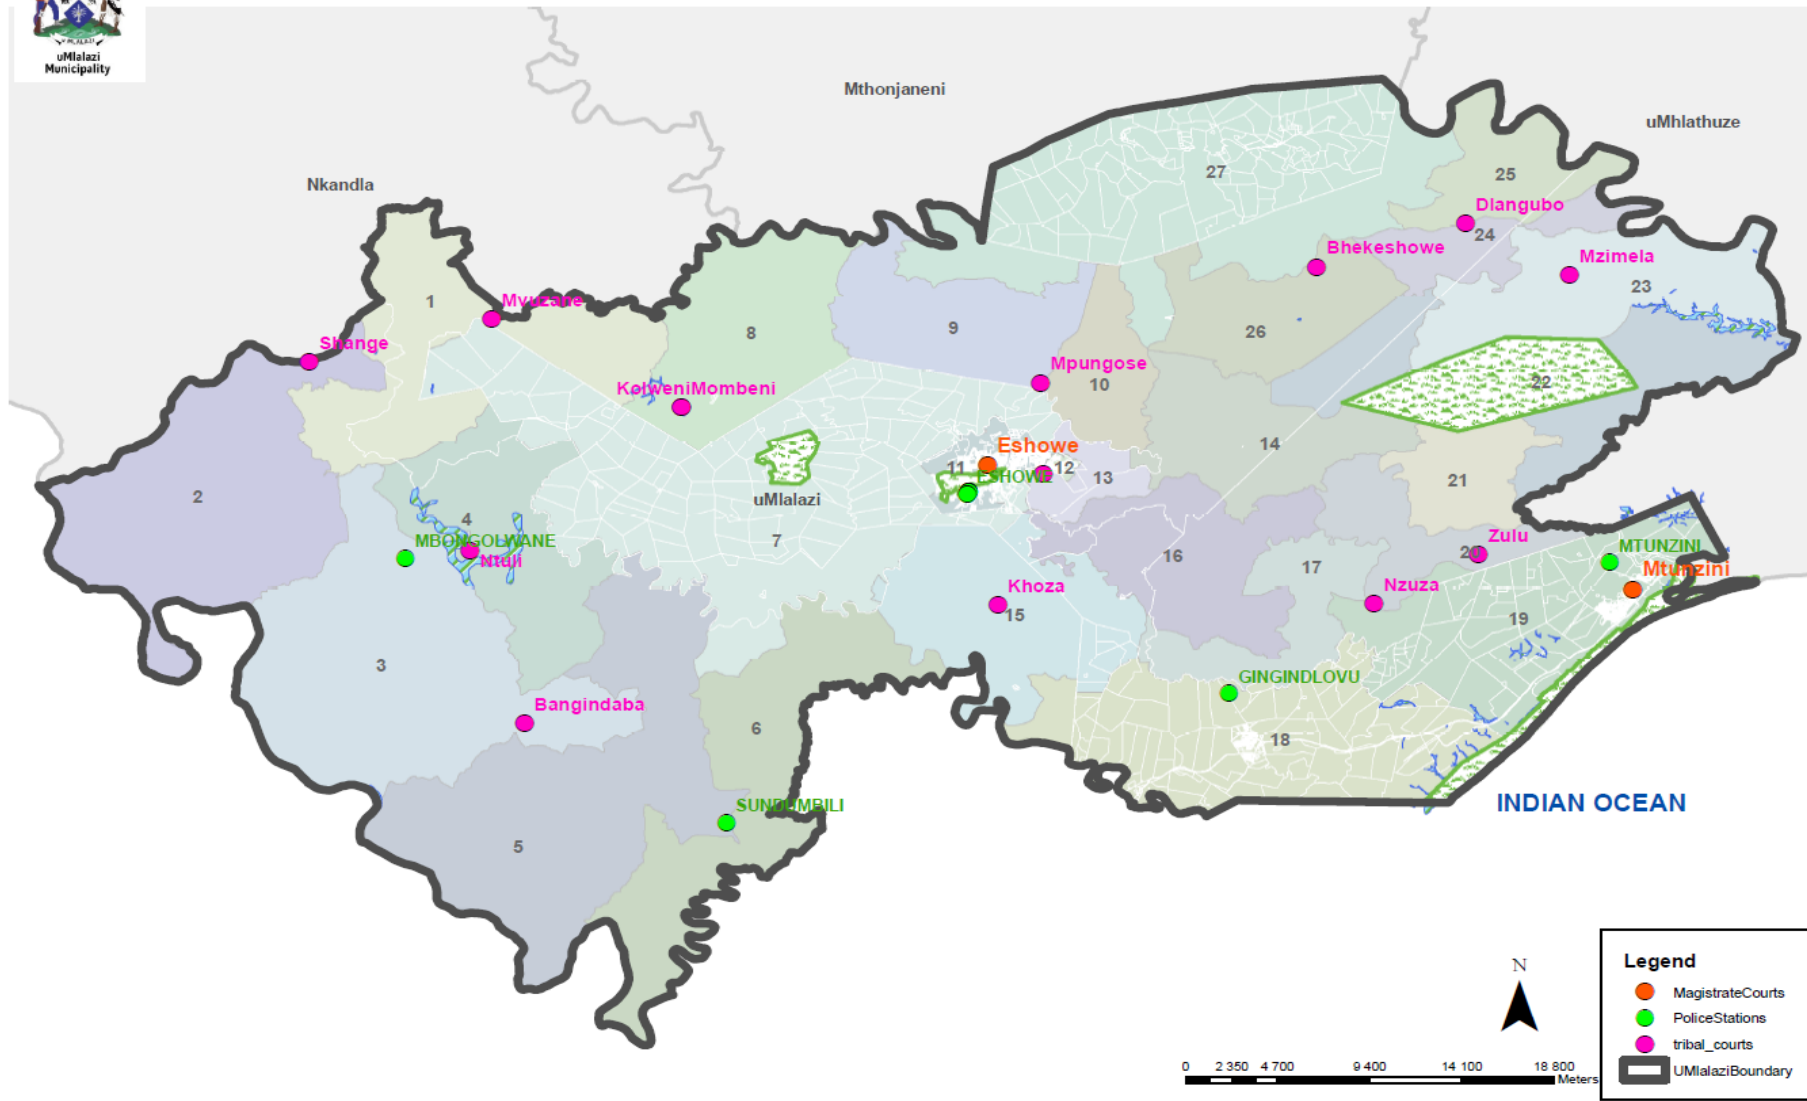 uMlalazi
Municipality
Mthonjaneni
uMhlathuze
Nkandla
27
25
Dlangubo
24
Bhekeshowe
Mzimela
23
1
Mvuzane
8
9
26
Shange
Mpungose
10
22
KolweniMombeni
14
Eshowe
11
12
ESHOWE
13
21
2
uMlalazi
4
7
MBONGOLWANE
Ntuli
16
17
Zulu
20
MTUNZINI
Mtunzini
Khoza
15
Nzuza
19
3
GINGINDLOVU
Bangindaba
6
18
SUNDUMBILI
INDIAN OCEAN
5
N
Legend
MagistrateCourts
PoliceStations
tribal_courts
UMlalaziBoundary
0 2 350 4 700 9 400 14 100 18 800
Meters